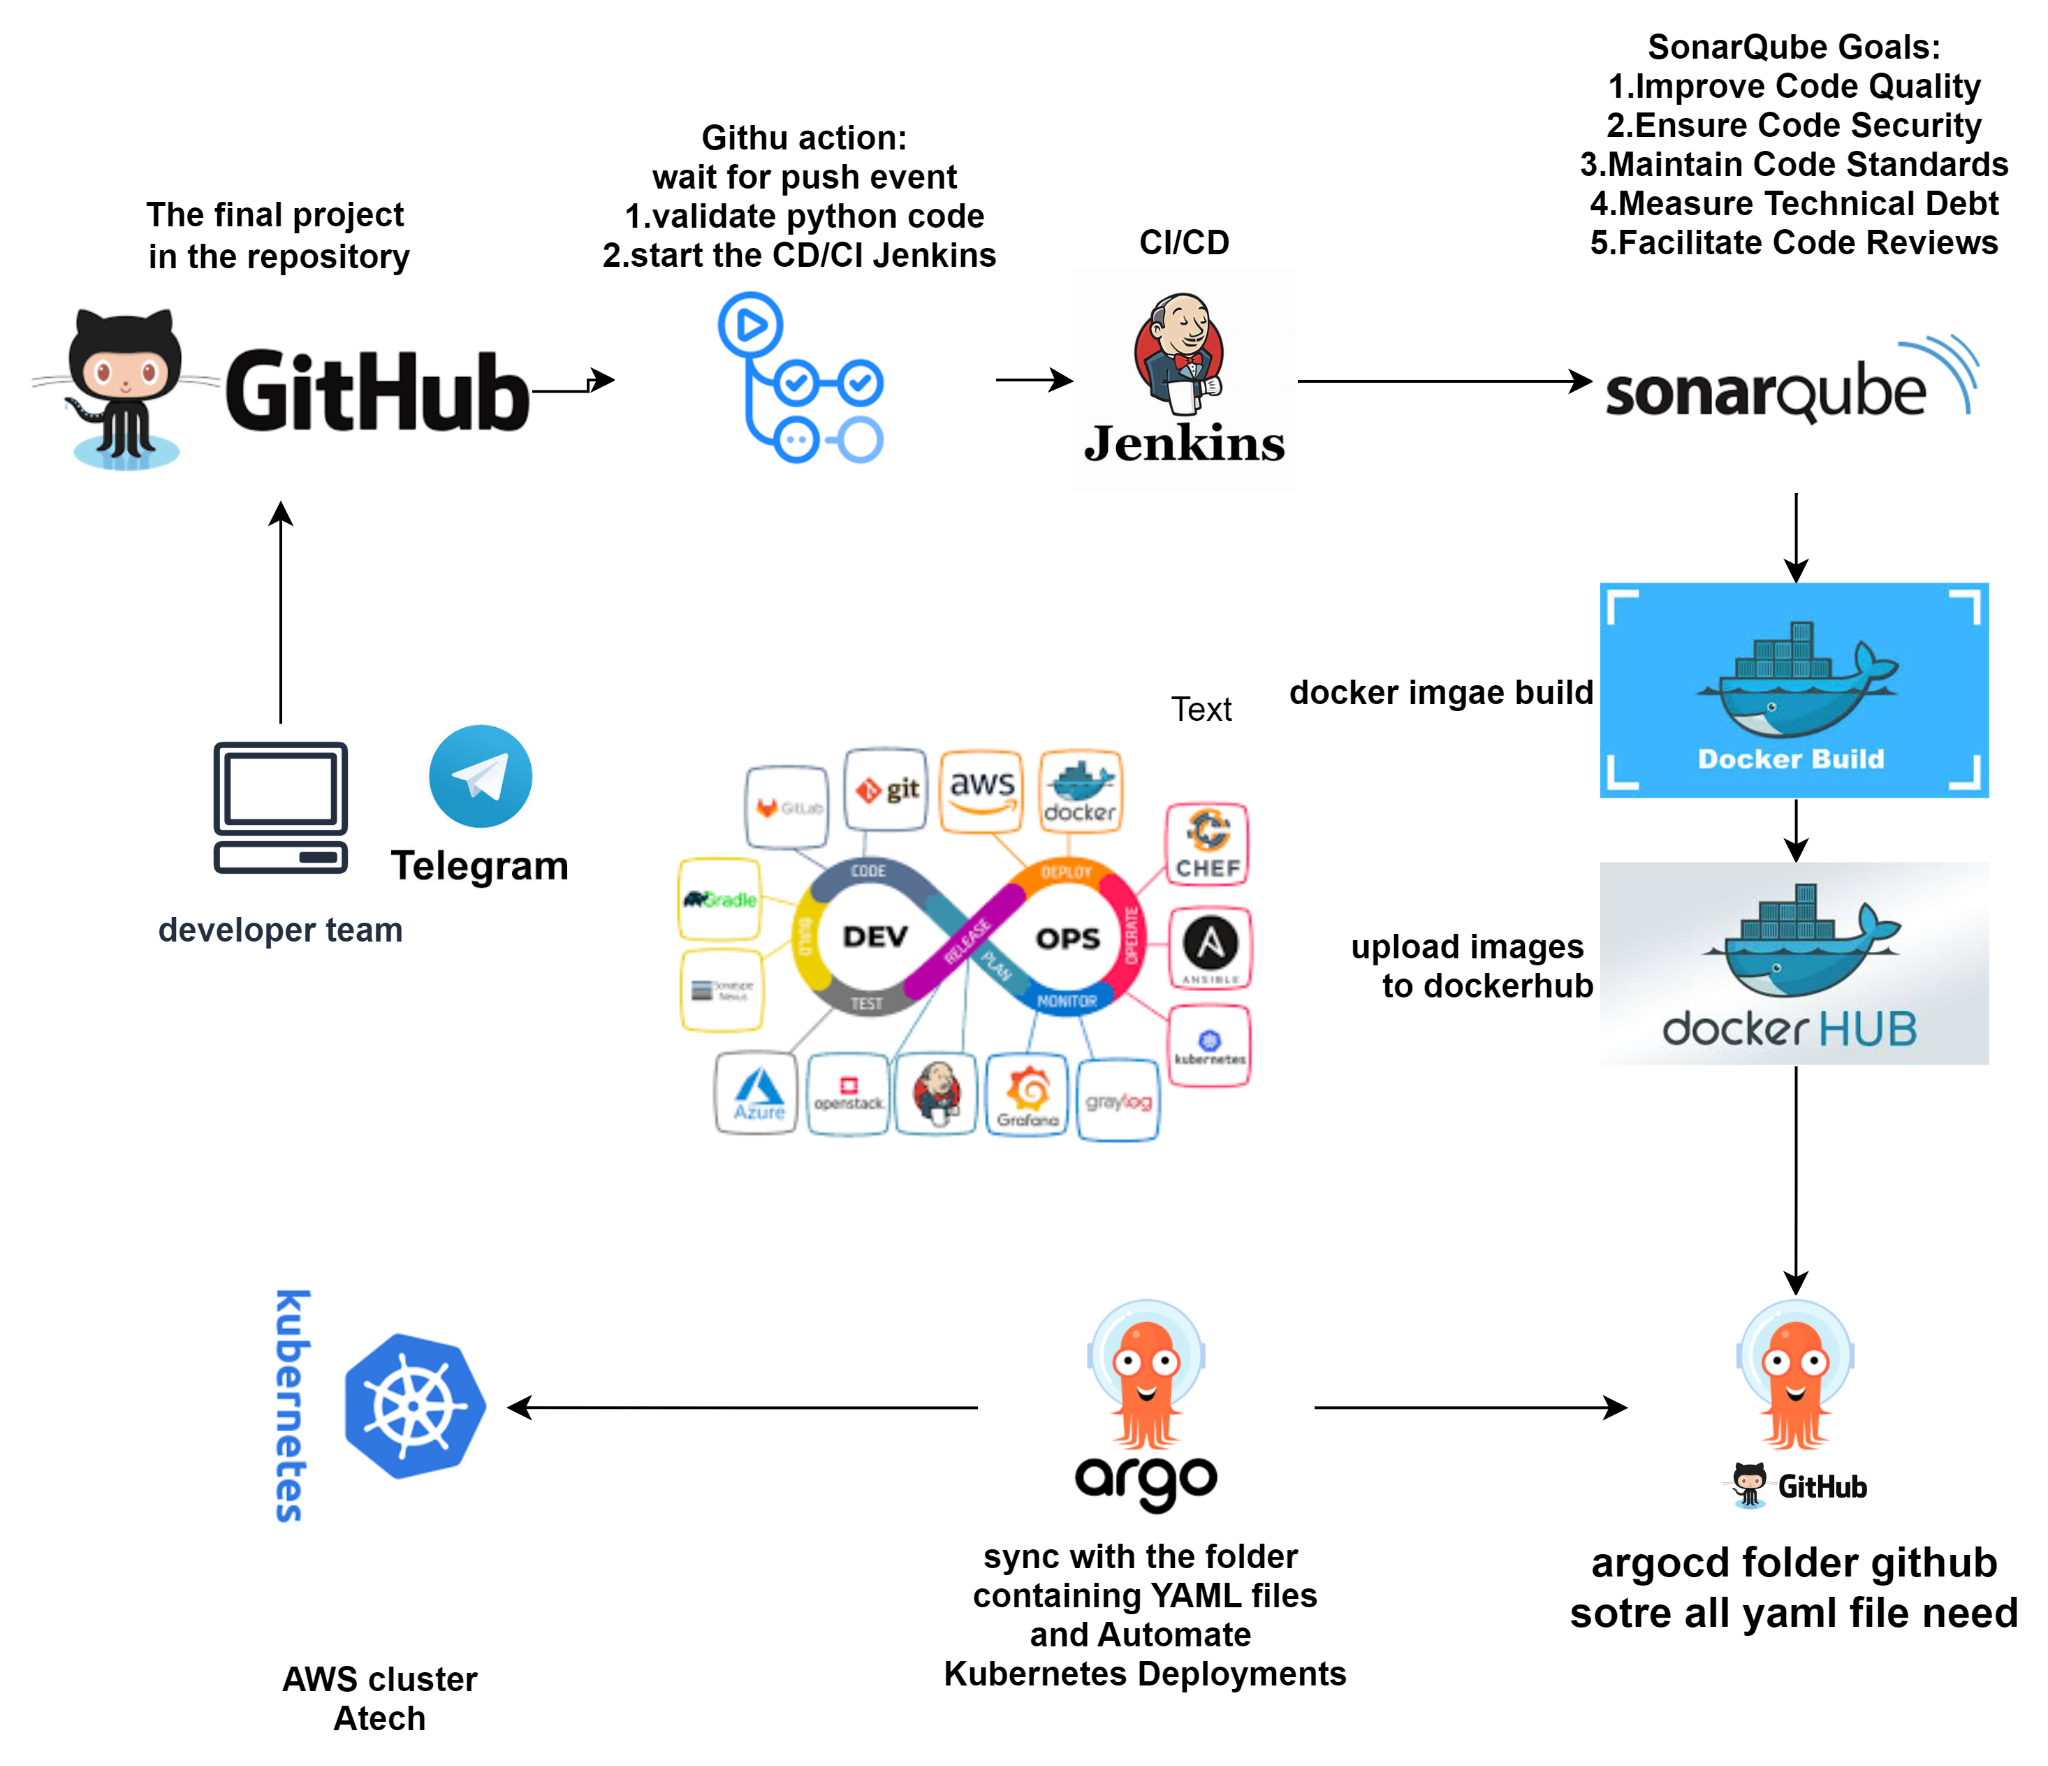 SonarQube Goals:
1.Improve Code Quality
2.Ensure Code Security
3.Maintain Code Standards
4.Measure Technical Debt
5.Facilitate Code Reviews
Githu action:
wait for push event
1.validate python code
2.start the CD/CI Jenkins
The final project
in the repository
CI/CD
GitHub
Jenkins
sonarqube
docker imgae build
Docker Build
Text
Telegram
developer team
GitLab
git
aws
docker
CHEF
Gradle
CODE
DEPLOY
BUILD
DEV
RELEASE
PLAN
OPS
OPERATE
ANSIBLE
Sonatype
Nexus
TEST
MONITOR
kubernetes
Azure
openstack.
Grafana
graylog
upload images
to dockerhub
docker HUB
kubernetes
argo
GitHub
sync with the folder
containing YAML files
and Automate
Kubernetes Deployments
argocd folder github
sotre all yaml file need
AWS cluster
Atech